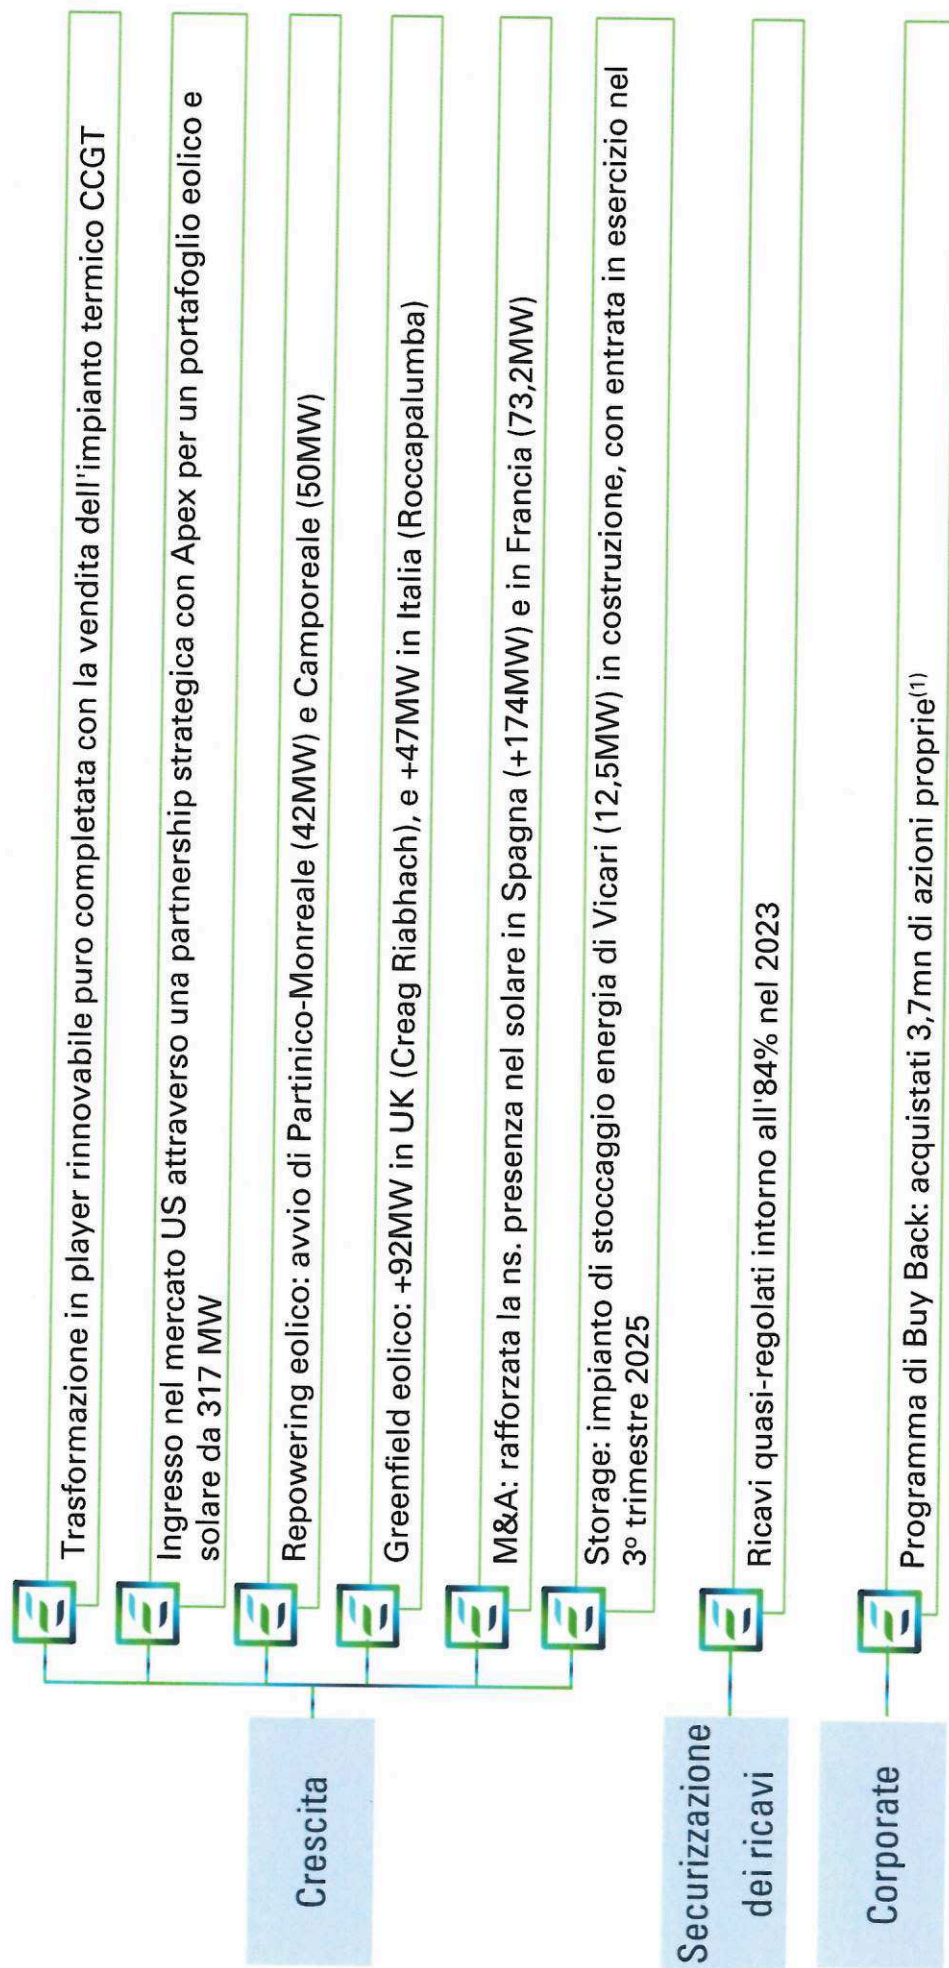 Crescita
Trasformazione in player rinnovabile puro completata con la vendita dell'impianto termico CCGT
Ingresso nel mercato US attraverso una partnership strategica con Apex per un portafoglio eolico e
solare da 317 MW
Repowering eolico: avvio di Partinico-Monreale (42MW) e Camporeale (50MW)
Greenfield eolico: +92MW in UK (Creag Riabhach), e +47MW in Italia (Roccapalumba)
M&A: rafforzata la ns. presenza nel solare in Spagna (+174MW) e in Francia (73,2MW)
Storage: impianto di stoccaggio energia di Vicari (12,5MW) in costruzione, con entrata in esercizio nel
3º trimestre 2025
Securizzazione
dei ricavi
Ricavi quasi-regolati intorno all'84% nel 2023
Corporate
Programma di Buy Back: acquistati 3,7mn di azioni proprie(1)